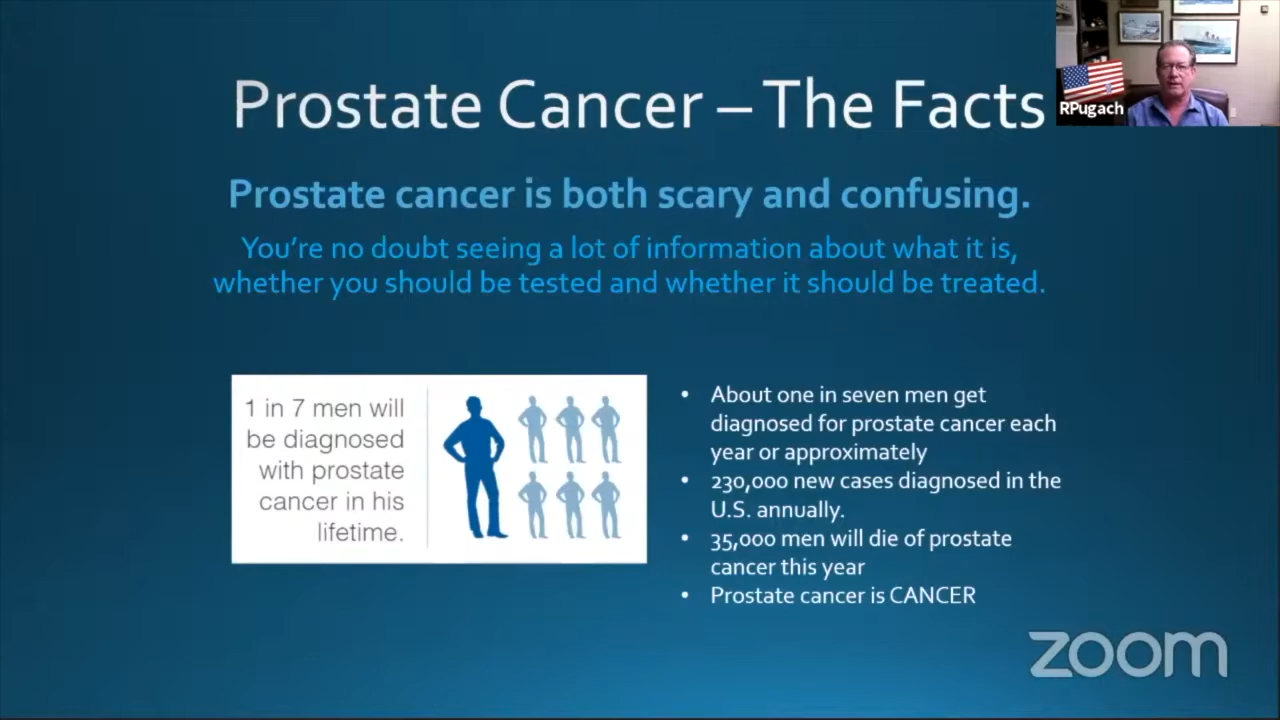 Prostate Cancer – The Facts
RPugach
Prostate cancer is both scary and confusing.
You're no doubt seeing a lot of information about what it is,
whether you should be tested and whether it should be treated.
1 in 7 men will
be diagnosed
with prostate
cancer in his
lifetime.
• About one in seven men get
diagnosed for prostate cancer each
year or approximately
• 230,000 new cases diagnosed in the
U.S. annually.
• 35,000 men will die of prostate
cancer this year
• Prostate cancer is CANCER
zoom